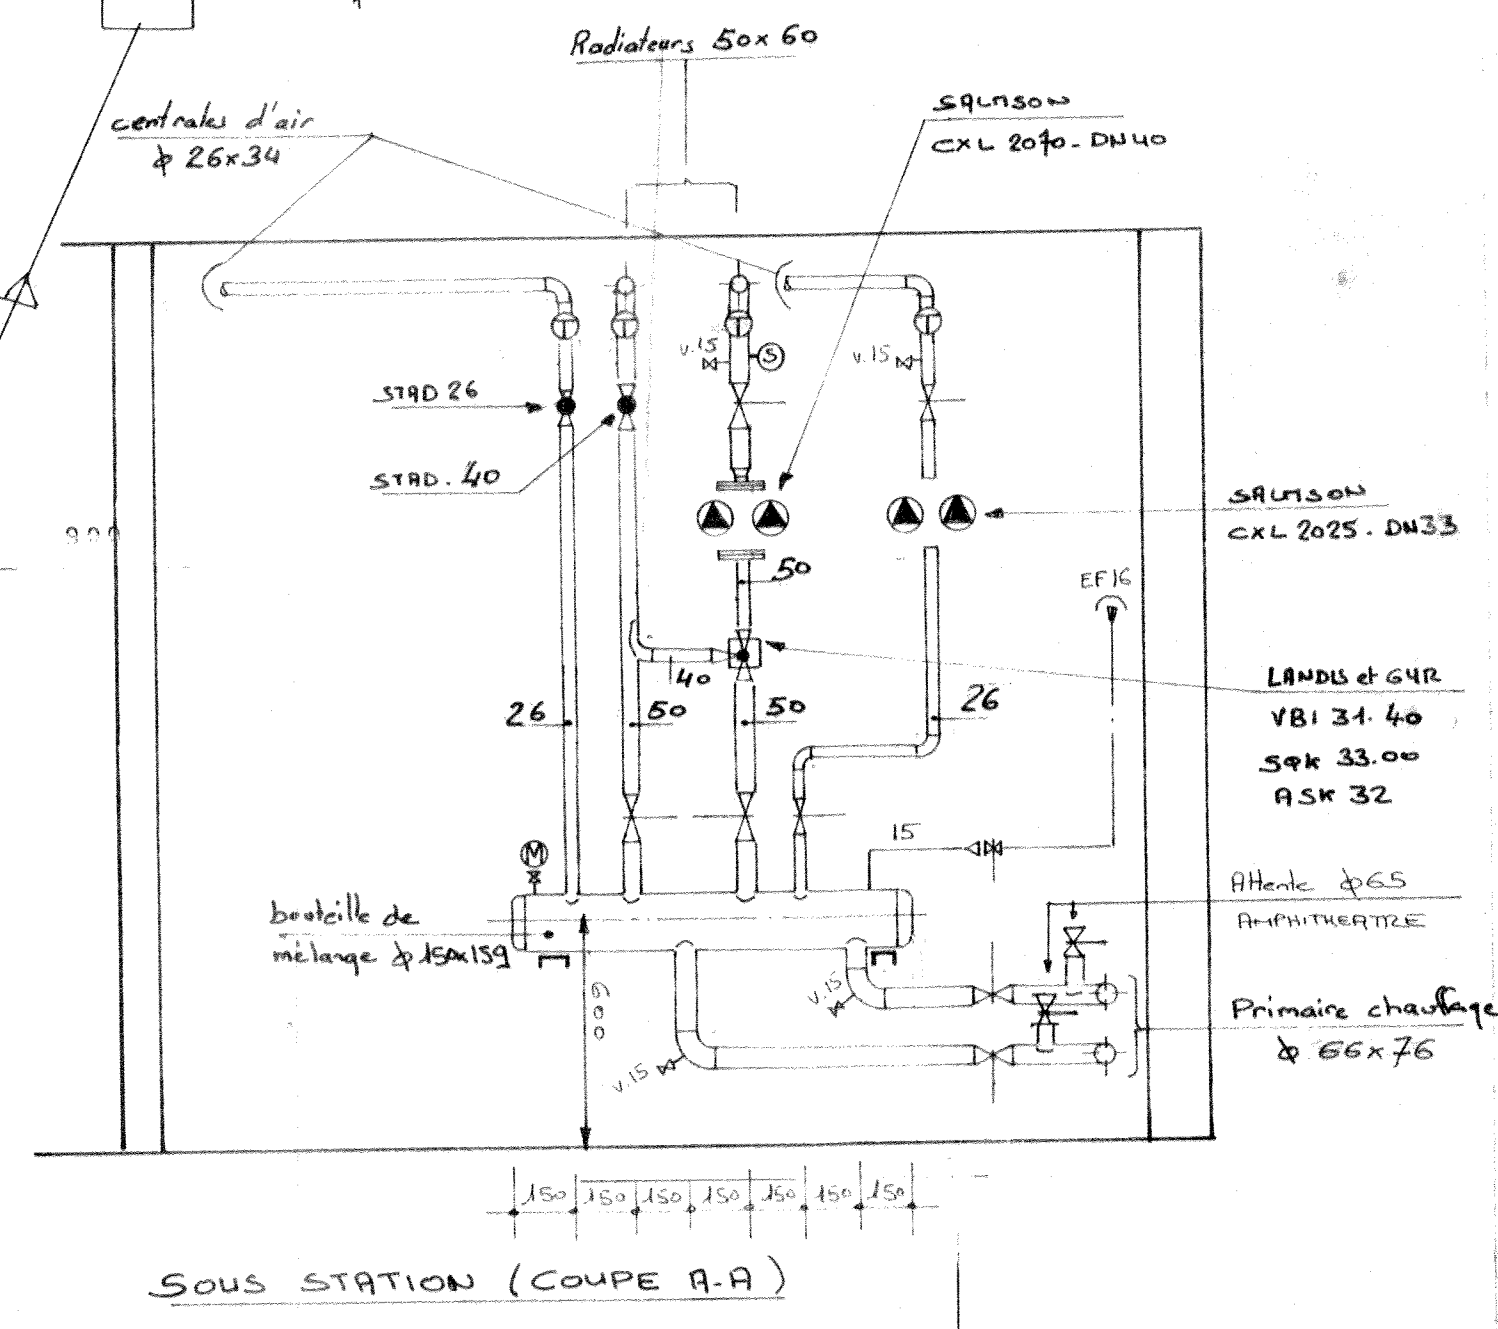 Radiateurs 50x60
SALMSON
CXL 2070-DN40
centrales d'air
ϕ 26x34
v.15
S
v.15
STAD 26
STAD. 40
SALMSON
CXL 2025. DN33
900
50
EF16
40
LANDIS et GYR
VBI 31.40
SQK 33.00
ASK 32
26
50
50
26
15
M
Attente ϕ65
AMPHITHEATRE
bouteille de
mélange ϕ 150x159
v.15
600
Primaire chauffage
ϕ 66x76
v.15
150 150 150 150 150 150 150
SOUS STATION (COUPE A-A)